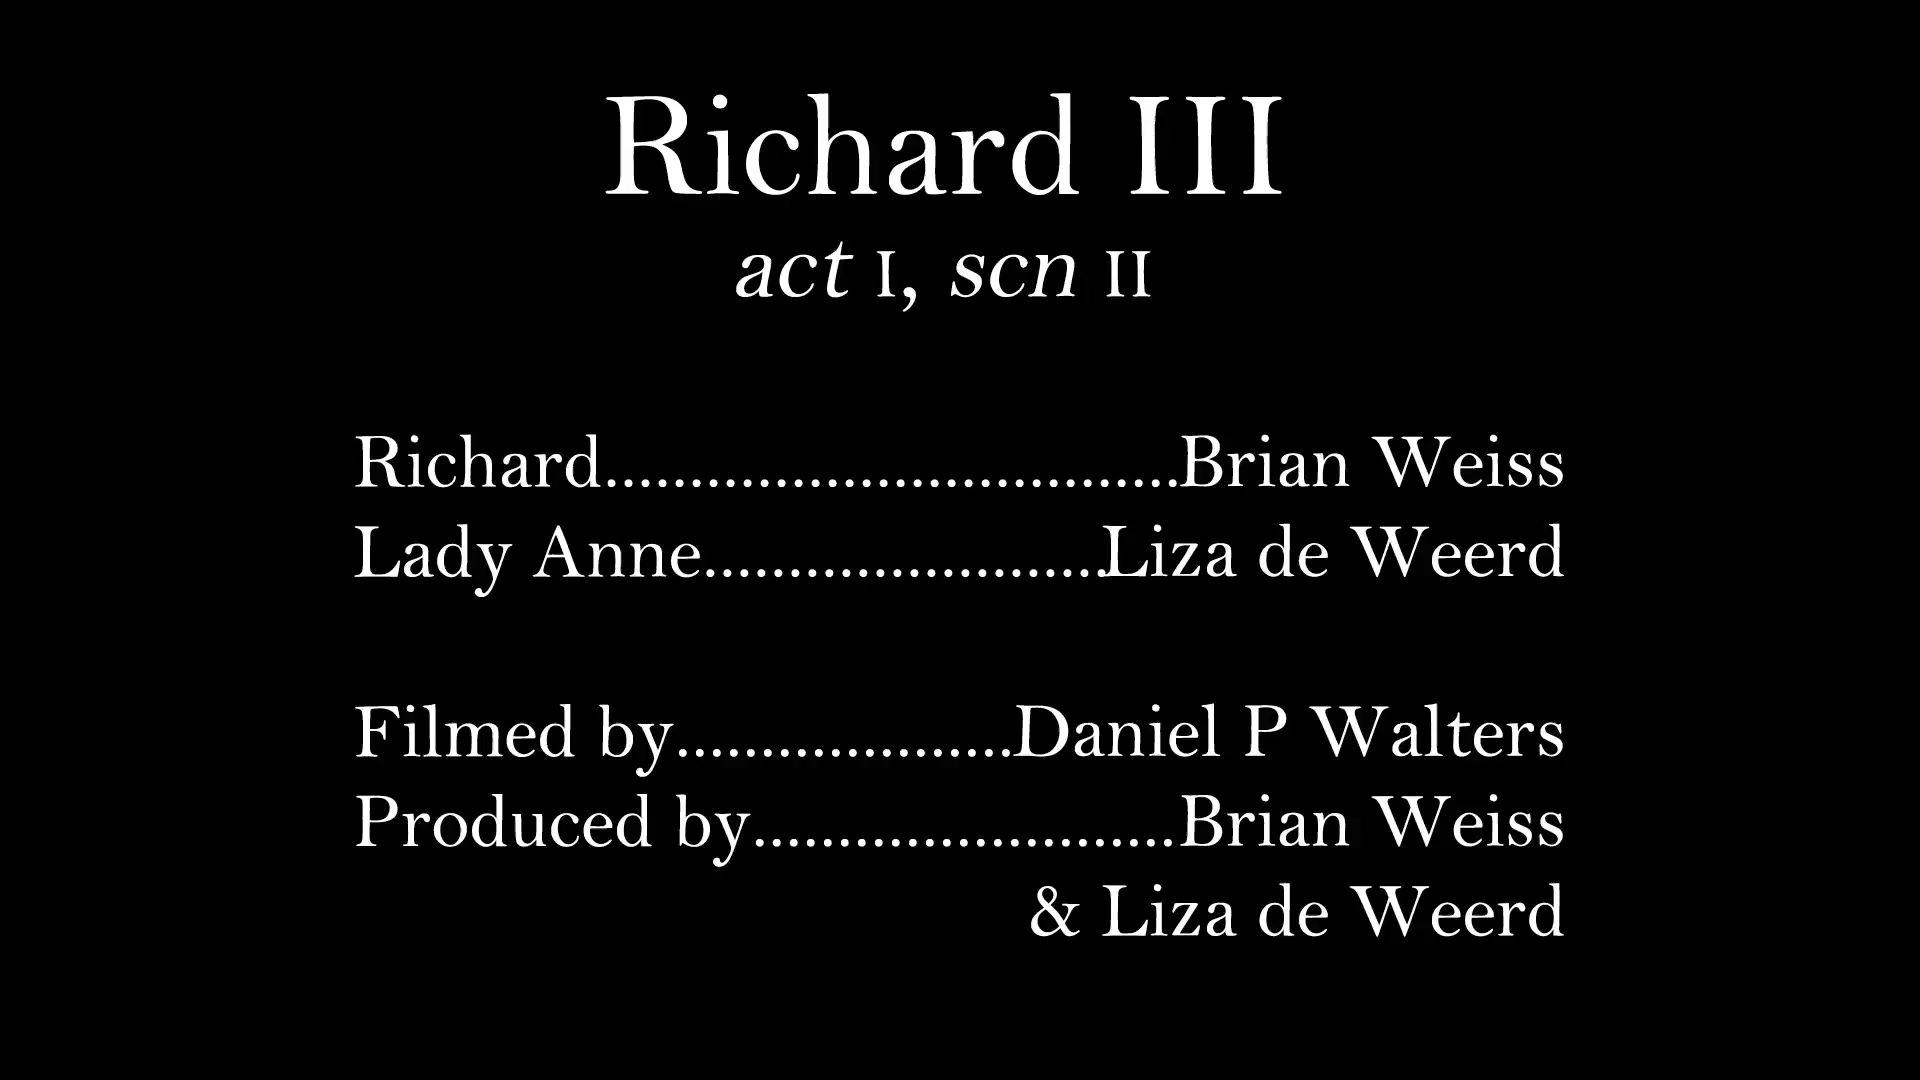 Richard III
act I, scn II
Richard.................................Brian Weiss
Lady Anne.......................Liza de Weerd
Filmed by...................Daniel P Walters
Produced by........................Brian Weiss
& Liza de Weerd